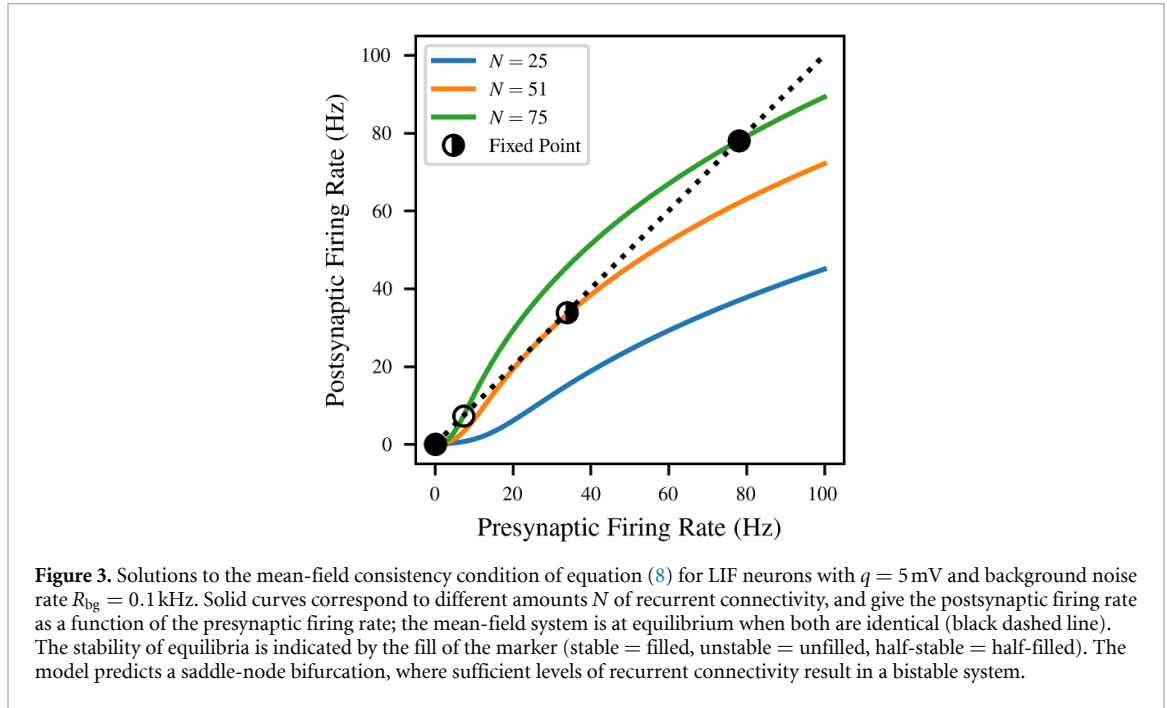 100
80
60
40
20
0
Postsynaptic Firing Rate (Hz)
N = 25
N = 51
N = 75
Fixed Point
0 20 40 60 80 100
Presynaptic Firing Rate (Hz)
Figure 3. Solutions to the mean-field consistency condition of equation (8) for LIF neurons with q = 5 mV and background noise
rate Rbg = 0.1 kHz. Solid curves correspond to different amounts N of recurrent connectivity, and give the postsynaptic firing rate
as a function of the presynaptic firing rate; the mean-field system is at equilibrium when both are identical (black dashed line).
The stability of equilibria is indicated by the fill of the marker (stable = filled, unstable = unfilled, half-stable = half-filled). The
model predicts a saddle-node bifurcation, where sufficient levels of recurrent connectivity result in a bistable system.